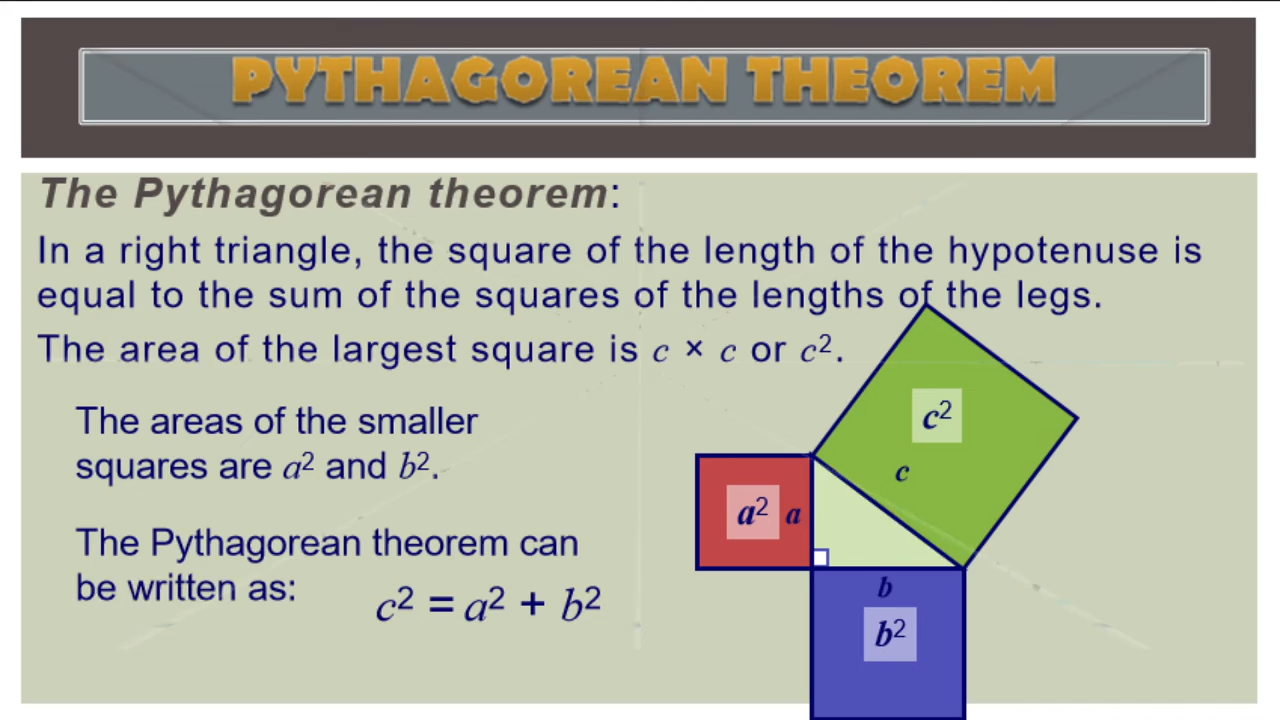 PYTHAGOREAN THEOREM
The Pythagorean theorem:
In a right triangle, the square of the length of the hypotenuse is
equal to the sum of the squares of the lengths of the legs.
The area of the largest square is c × c or c².
The areas of the smaller
squares are a² and b².
The Pythagorean theorem can
be written as:
c² = a² + b²
c²
c
a² a
b
b²